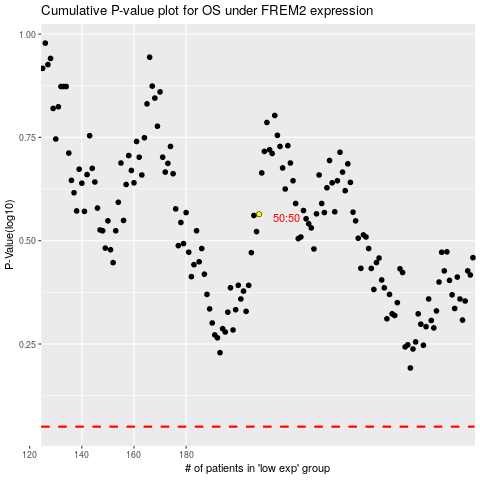 Cumulative P-value plot for OS under FREM2 expression
P-Value(log10)
1.00
0.75
0.50
0.25
50:50
120 140 160 180
# of patients in 'low exp' group